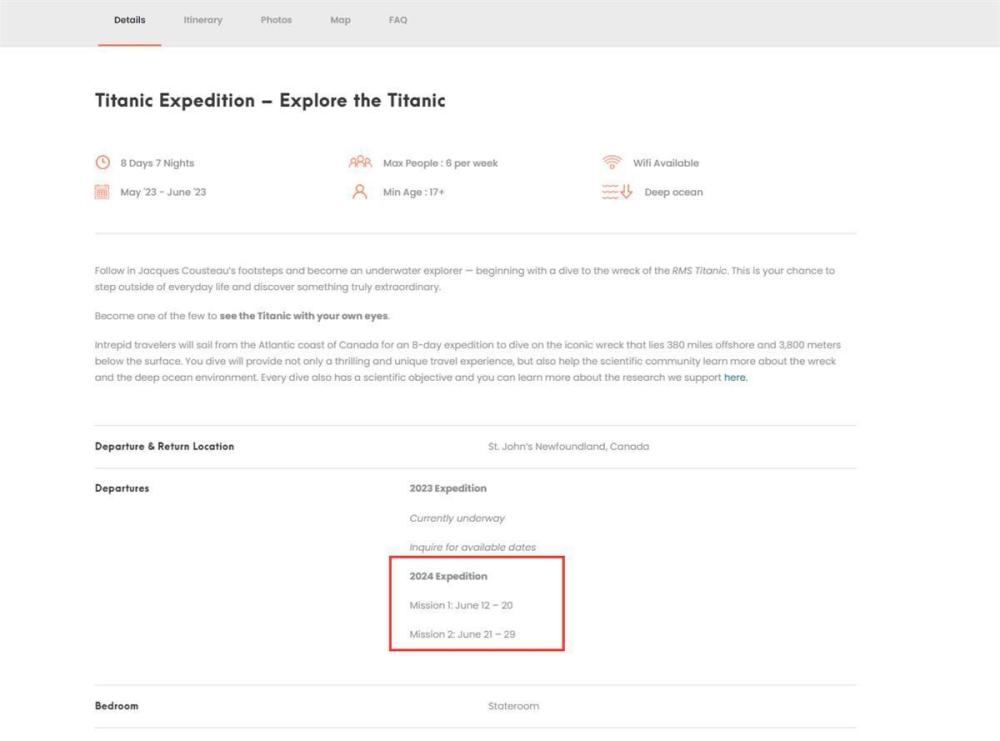 Details Itinerary Photos Map FAQ
Titanic Expedition – Explore the Titanic
8 Days 7 Nights
Max People : 6 per week
Wifi Available
May '23 - June '23
Min Age : 17+
Deep ocean
Follow in Jacques Cousteau's footsteps and become an underwater explorer — beginning with a dive to the wreck of the RMS Titanic. This is your chance to
step outside of everyday life and discover something truly extraordinary.
Become one of the few to see the Titanic with your own eyes.
Intrepid travelers will sail from the Atlantic coast of Canada for an 8-day expedition to dive on the iconic wreck that lies 380 miles offshore and 3,800 meters
below the surface. You dive will provide not only a thrilling and unique travel experience, but also help the scientific community learn more about the wreck
and the deep ocean environment. Every dive also has a scientific objective and you can learn more about the research we support here.
Departure & Return Location
St. John's Newfoundland, Canada
Departures
2023 Expedition
Currently underway
Inquire for available dates
2024 Expedition
Mission 1: June 12 – 20
Mission 2: June 21 – 29
Bedroom
Stateroom